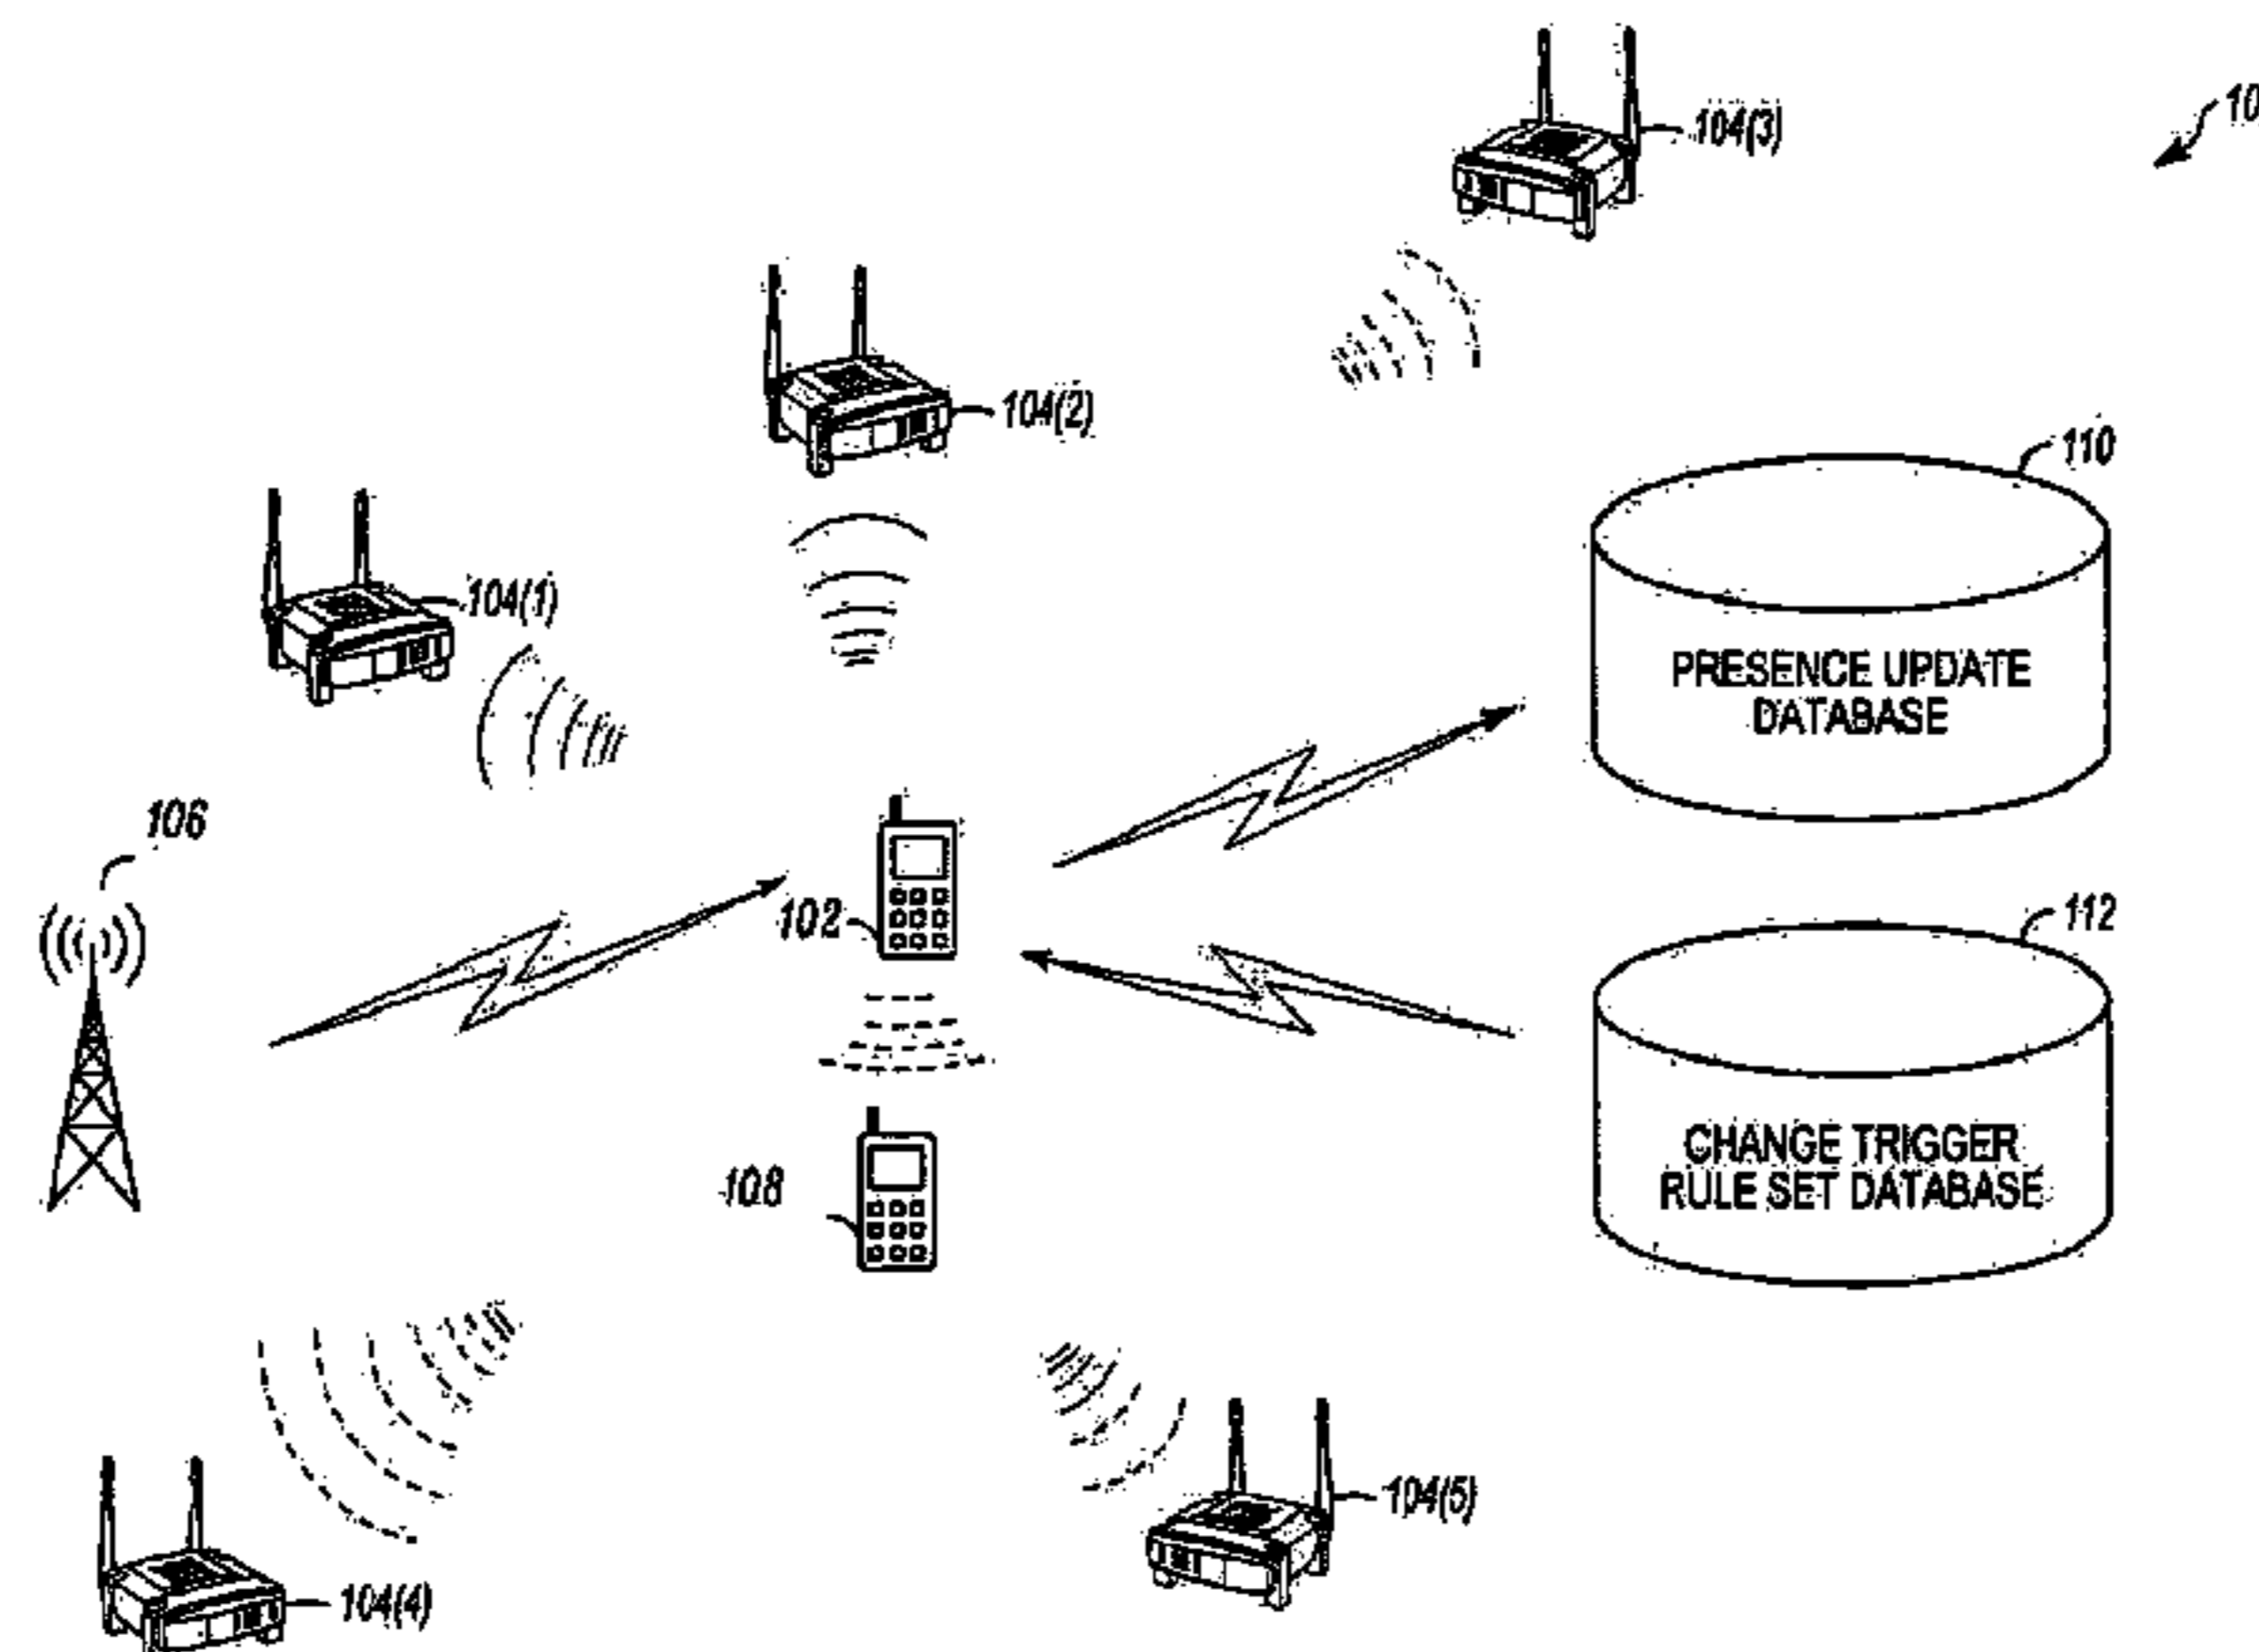 104(3)
10
104(2)
110
104(1)
PRESENCE UPDATE
DATABASE
106
102
112
CHANGE TRIGGER
RULE SET DATABASE
108
104(5)
104(4)